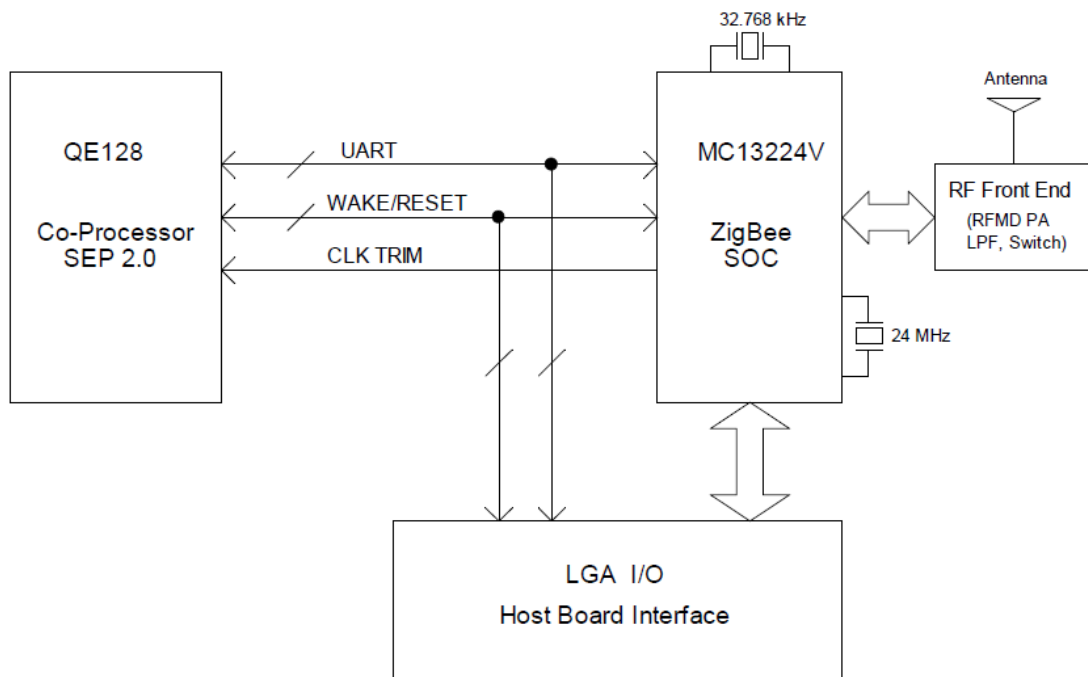 32.768 kHz
Antenna
QE128
Co-Processor
SEP 2.0
UART
WAKE/RESET
CLK TRIM
MC13224V
ZigBee
SOC
RF Front End
(RFMD PA
LPF, Switch)
24 MHz
LGA I/O
Host Board Interface